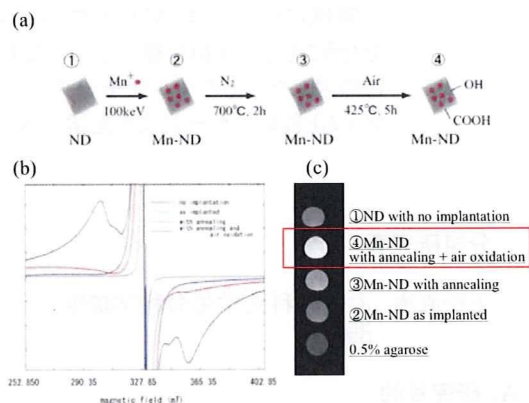 (a)
① ② ③ ④
Mn⁺ N₂ Air
100keV 700℃, 2h 425℃, 5h
OH
COOH
ND Mn-ND Mn-ND Mn-ND
(b)
no implantation
as implanted
with annealing
with annealing and
air oxidation
252.850 290.35 327.85 365.35 402.85
magnetic field (mT)
(c)
①ND with no implantation
④Mn-ND
with annealing + air oxidation
③Mn-ND with annealing
②Mn-ND as implanted
0.5% agarose